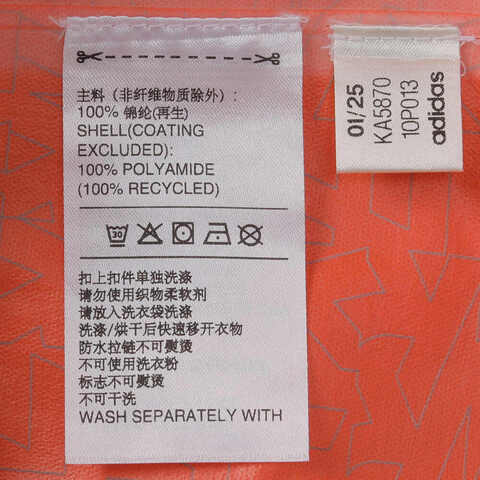 主料（非纤维物质除外）:
100% 锦纶(再生)
SHELL(COATING
EXCLUDED):
100% POLYAMIDE
(100% RECYCLED)
30
扣上扣件单独洗涤
请勿使用织物柔软剂
请放入洗衣袋洗涤
洗涤/烘干后快速移开衣物
防水拉链不可熨烫
不可使用洗衣粉
标志不可熨烫
不可干洗
WASH SEPARATELY WITH
01/25
KA5870
10P013
adidas